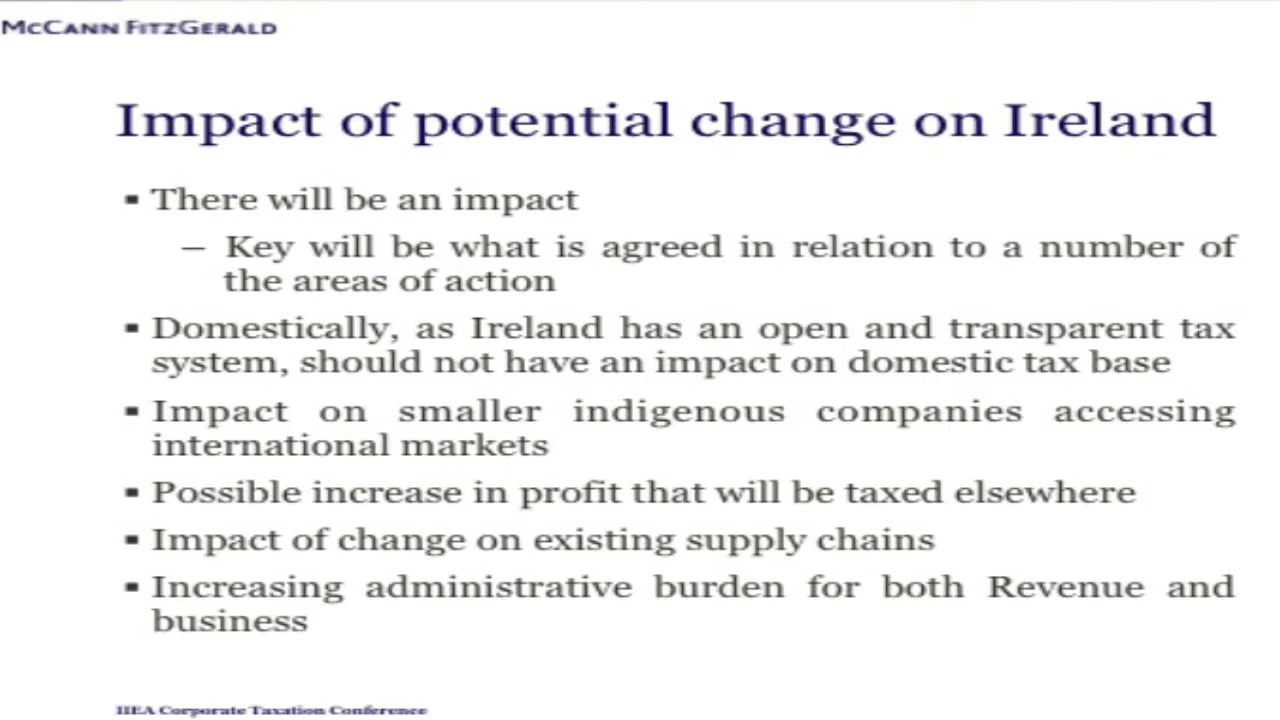 McCann FitzGerald
Impact of potential change on Ireland
▪ There will be an impact
– Key will be what is agreed in relation to a number of
the areas of action
▪ Domestically, as Ireland has an open and transparent tax
system, should not have an impact on domestic tax base
▪ Impact on smaller indigenous companies accessing
international markets
▪ Possible increase in profit that will be taxed elsewhere
▪ Impact of change on existing supply chains
▪ Increasing administrative burden for both Revenue and
business
IIEA Corporate Taxation Conference